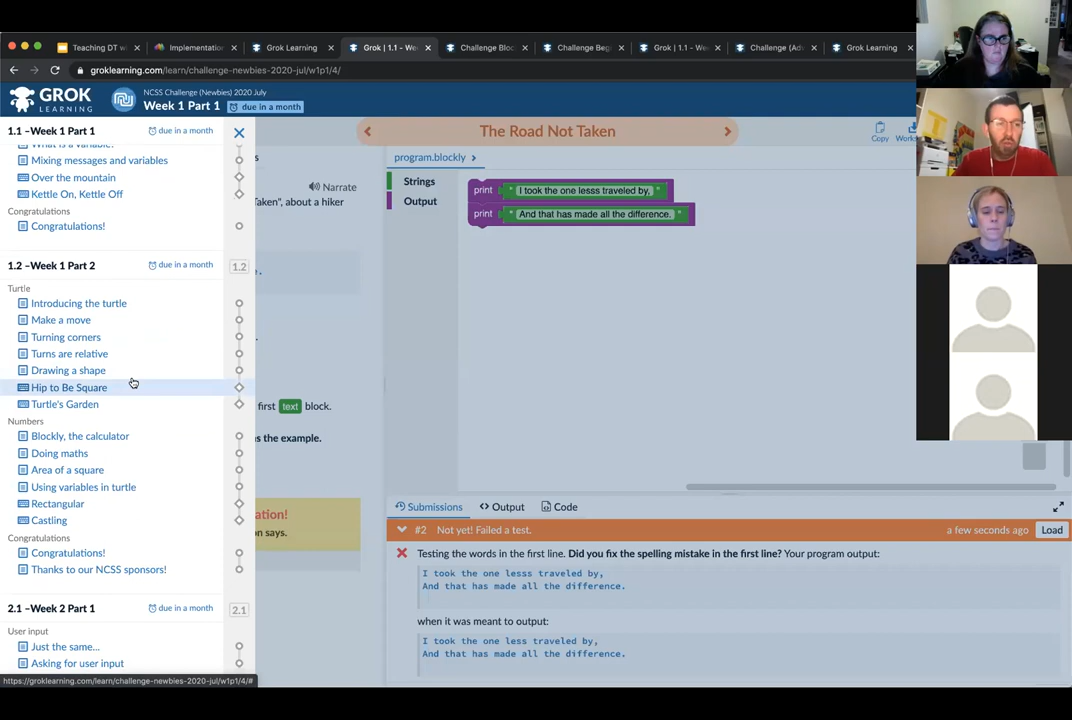 Teaching DT w
Implementation
Grok Learning
Grok | 1.1 - We
Challenge Bloc
Challenge Beg
Grok | 1.1 - We
Challenge (Adv
Grok Learning
groklearning.com/learn/challenge-newbies-2020-jul/w1p1/4/
GROK
LEARNING
NCSS Challenge (Newbies) 2020 July
Week 1 Part 1
due in a month
1.1 –Week 1 Part 1
due in a month
What is a variable?
Mixing messages and variables
Over the mountain
Kettle On, Kettle Off
Congratulations
Congratulations!
1.2 –Week 1 Part 2
due in a month
1.2
Turtle
Introducing the turtle
Make a move
Turning corners
Turns are relative
Drawing a shape
Hip to Be Square
Turtle's Garden
Numbers
Blockly, the calculator
Doing maths
Area of a square
Using variables in turtle
Rectangular
Castling
Congratulations
Congratulations!
Thanks to our NCSS sponsors!
2.1 –Week 2 Part 1
due in a month
2.1
User input
Just the same...
Asking for user input
https://groklearning.com/learn/challenge-newbies-2020-jul/w1p1/4/#
s
Narrate
Taken", about a hiker
first text block.
s the example.
ation!
on says.
The Road Not Taken
Copy
Works
program.blockly
Strings
Output
print " I took the one lesss traveled by, "
print " And that has made all the difference. "
Submissions
Output
Code
#2 Not yet! Failed a test.
a few seconds ago
Load
Testing the words in the first line. Did you fix the spelling mistake in the first line? Your program output:
I took the one lesss traveled by,
And that has made all the difference.
when it was meant to output:
I took the one less traveled by,
And that has made all the difference.